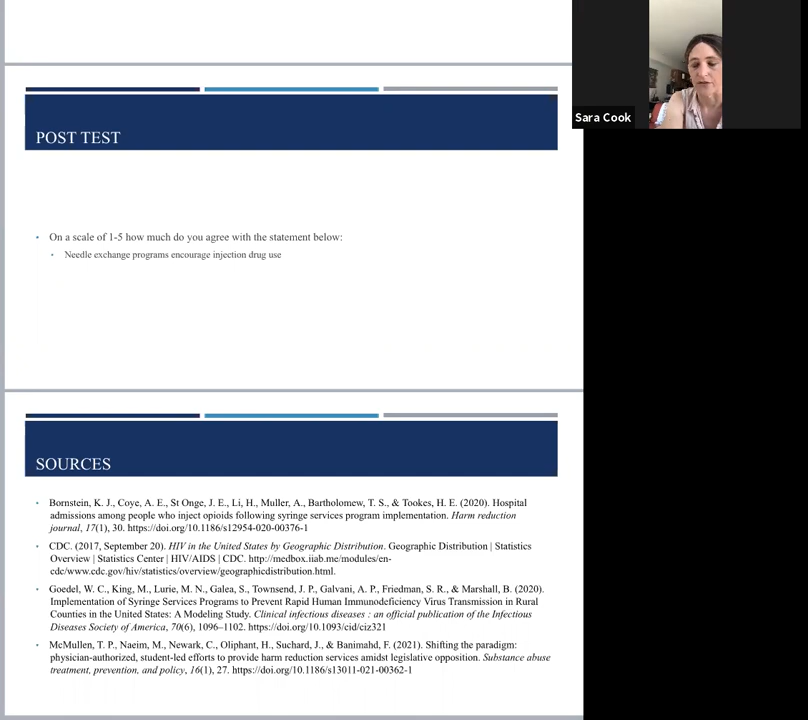 Sara Cook
POST TEST
• On a scale of 1-5 how much do you agree with the statement below:
• Needle exchange programs encourage injection drug use
SOURCES
• Bornstein, K. J., Coye, A. E., St Onge, J. E., Li, H., Muller, A., Bartholomew, T. S., & Tookes, H. E. (2020). Hospital
admissions among people who inject opioids following syringe services program implementation. Harm reduction
journal, 17(1), 30. https://doi.org/10.1186/s12954-020-00376-1
• CDC. (2017, September 20). HIV in the United States by Geographic Distribution. Geographic Distribution | Statistics
Overview | Statistics Center | HIV/AIDS | CDC. http://medbox.iiab.me/modules/en-
cdc/www.cdc.gov/hiv/statistics/overview/geographicdistribution.html.
• Goedel, W. C., King, M., Lurie, M. N., Galea, S., Townsend, J. P., Galvani, A. P., Friedman, S. R., & Marshall, B. (2020).
Implementation of Syringe Services Programs to Prevent Rapid Human Immunodeficiency Virus Transmission in Rural
Counties in the United States: A Modeling Study. Clinical infectious diseases : an official publication of the Infectious
Diseases Society of America, 70(6), 1096–1102. https://doi.org/10.1093/cid/ciz321
• McMullen, T. P., Naeim, M., Newark, C., Oliphant, H., Suchard, J., & Banimahd, F. (2021). Shifting the paradigm:
physician-authorized, student-led efforts to provide harm reduction services amidst legislative opposition. Substance abuse
treatment, prevention, and policy, 16(1), 27. https://doi.org/10.1186/s13011-021-00362-1